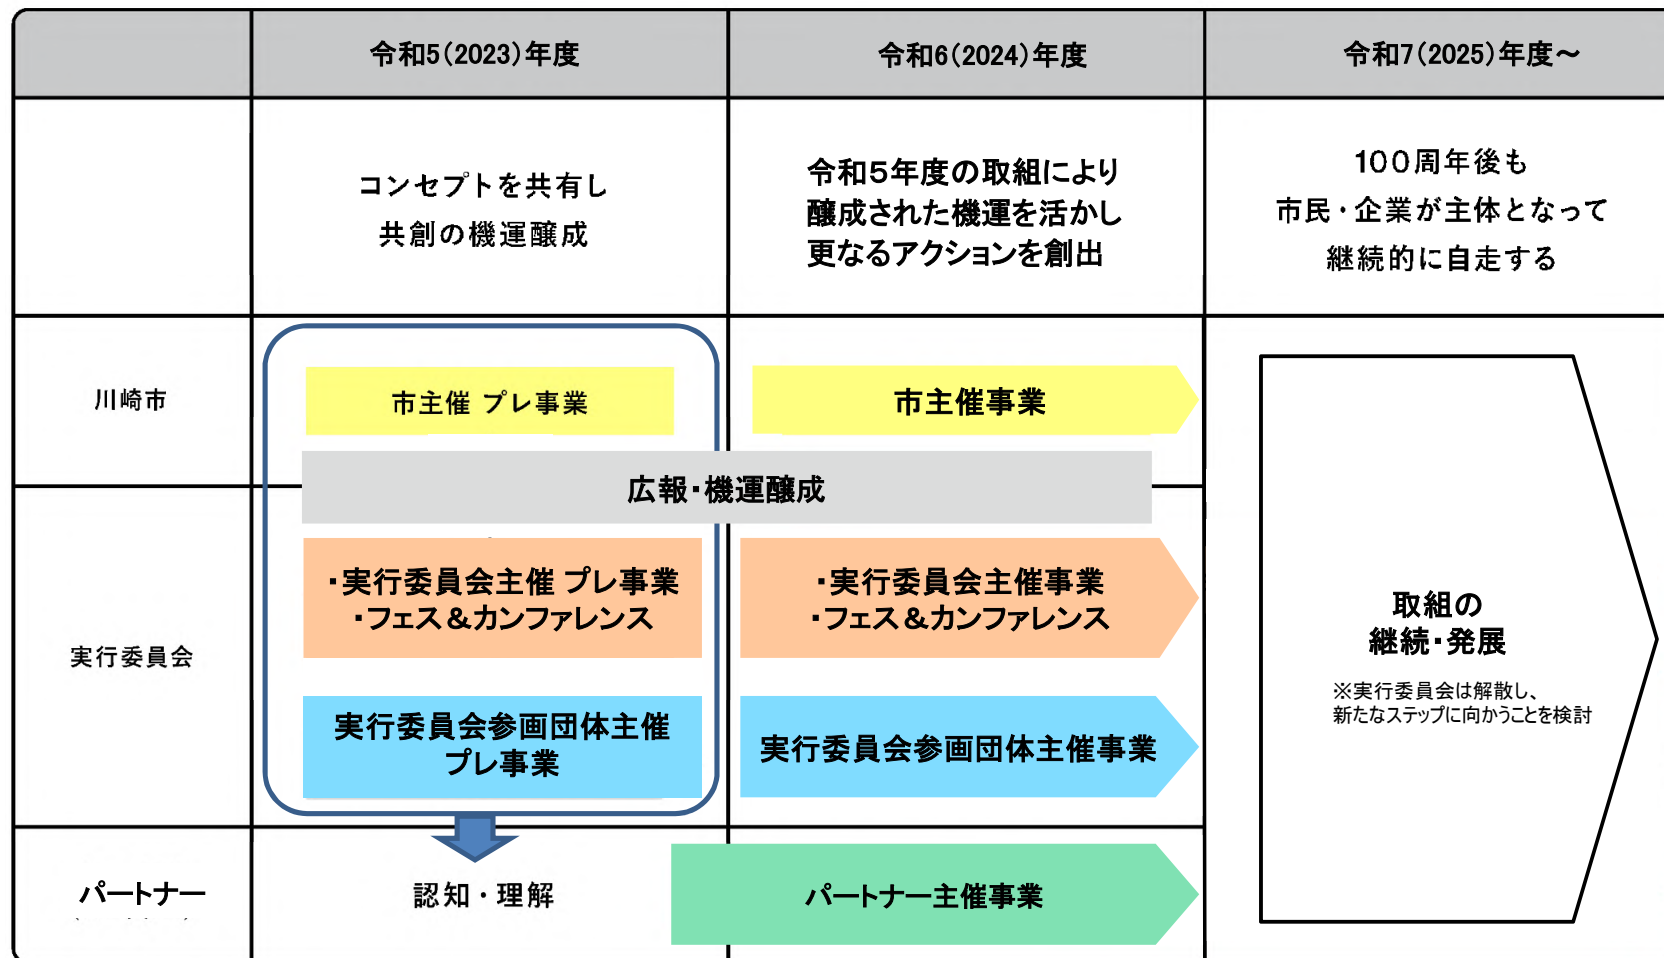 令和5(2023)年度
令和6(2024)年度
令和7(2025)年度～
コンセプトを共有し
共創の機運醸成
令和5年度の取組により
醸成された機運を活かし
更なるアクションを創出
100周年後も
市民・企業が主体となって
継続的に自走する
川崎市
市主催 プレ事業
市主催事業
広報・機運醸成
実行委員会
・実行委員会主催 プレ事業
・フェス＆カンファレンス
・実行委員会主催事業
・フェス＆カンファレンス
実行委員会参画団体主催
プレ事業
実行委員会参画団体主催事業
取組の
継続・発展
※実行委員会は解散し、
新たなステップに向かうことを検討
パートナー
認知・理解
パートナー主催事業